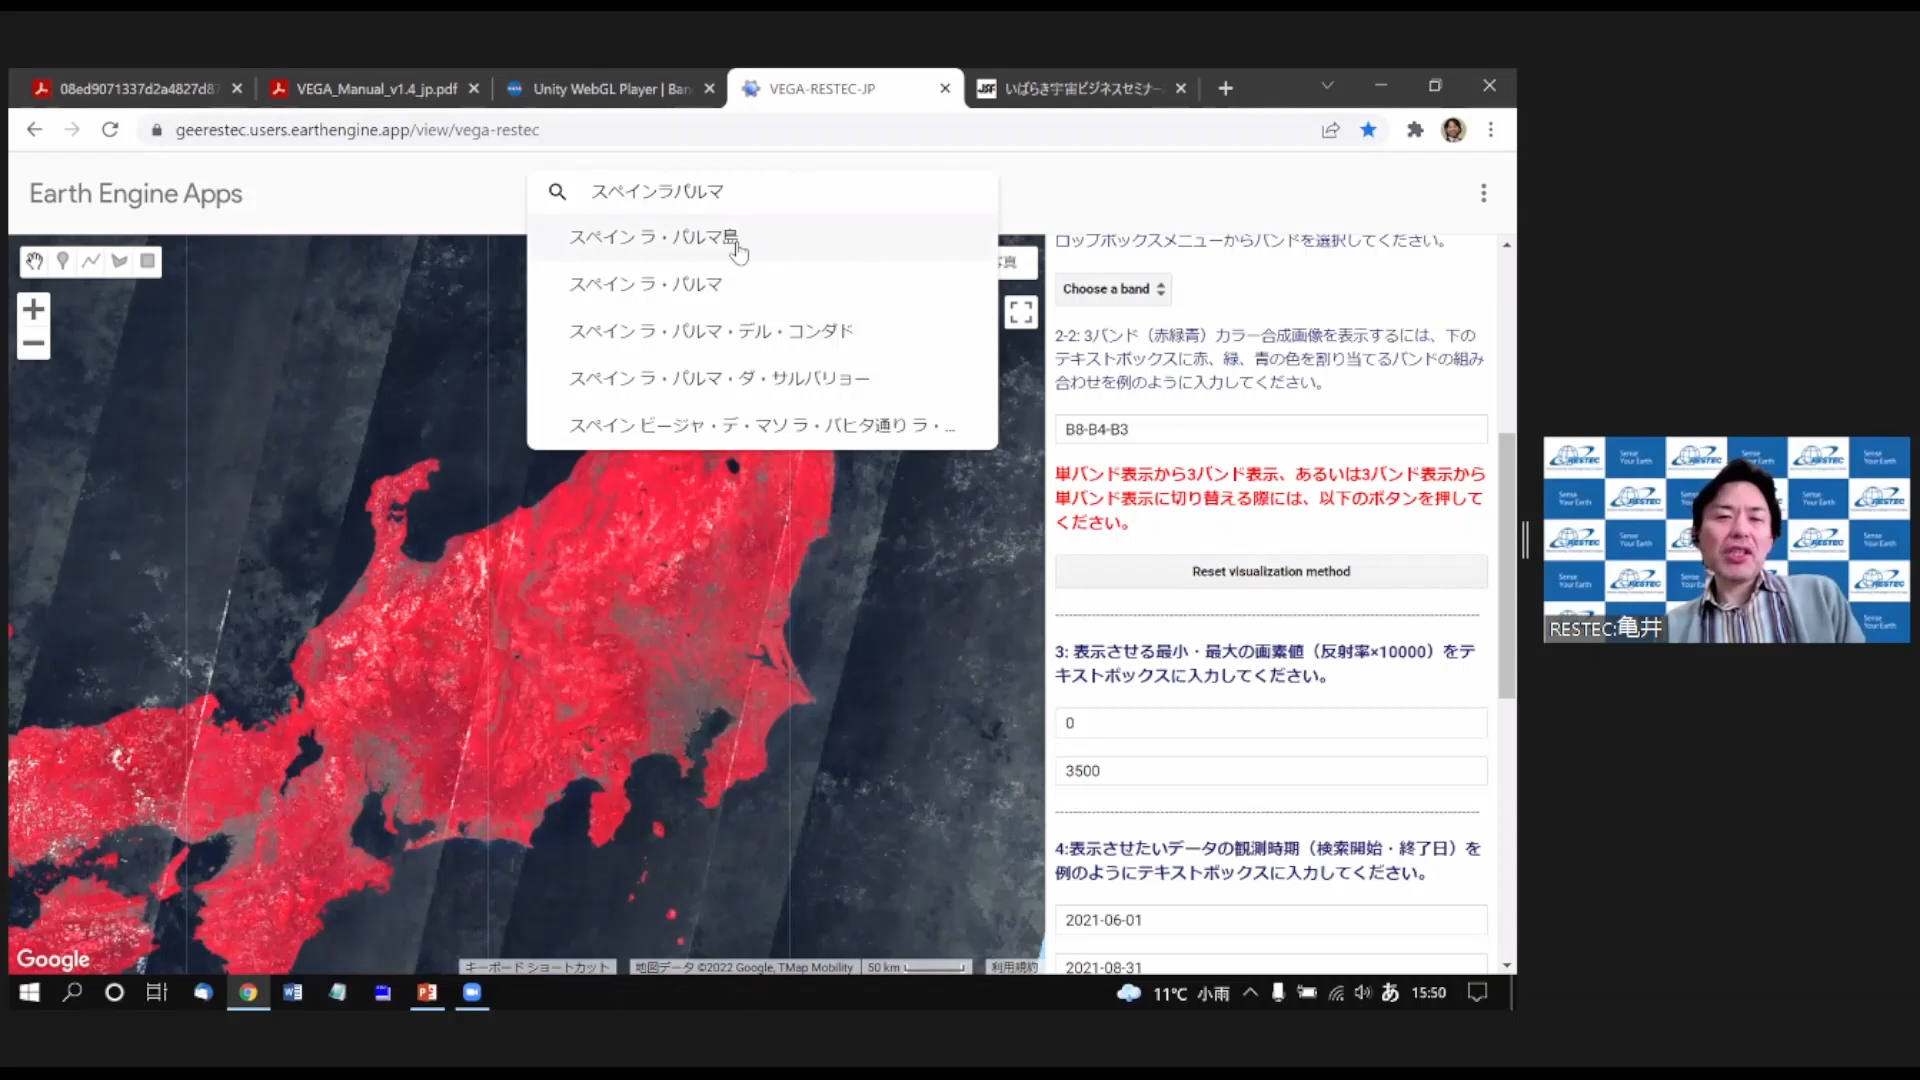 08ed9071337d2a4827d87
VEGA_Manual_v1.4_jp.pdf
Unity WebGL Player | Ban
VEGA-RESTEC-JP
いばらき宇宙ビジネスセミナー
geerestec.users.earthengine.app/view/vega-restec
Earth Engine Apps
スペインラパルマ
スペイン ラ・パルマ島
スペイン ラ・パルマ
スペイン ラ・パルマ・デル・コンダド
スペイン ラ・パルマ・ダ・サルバリョー
スペイン ビージャ・デ・マソ ラ・バヒタ通り ラ・...
写真
ロップボックスメニューからバンドを選択してください。
Choose a band
2-2: 3バンド（赤緑青）カラー合成画像を表示するには、下の
テキストボックスに赤、緑、青の色を割り当てるバンドの組み
合わせを例のように入力してください。
B8-B4-B3
単バンド表示から3バンド表示、あるいは3バンド表示から
単バンド表示に切り替える際には、以下のボタンを押して
ください。
Reset visualization method
3: 表示させる最小・最大の画素値（反射率×10000）をテ
キストボックスに入力してください。
0
3500
4:表示させたいデータの観測時期（検索開始・終了日）を
例のようにテキストボックスに入力してください。
2021-06-01
2021-08-31
Google
キーボード ショートカット
地図データ ©2022 Google, TMap Mobility
50 km
利用規約
11℃ 小雨
あ
15:50
RESTEC
Sense Your Earth
RESTEC:亀井